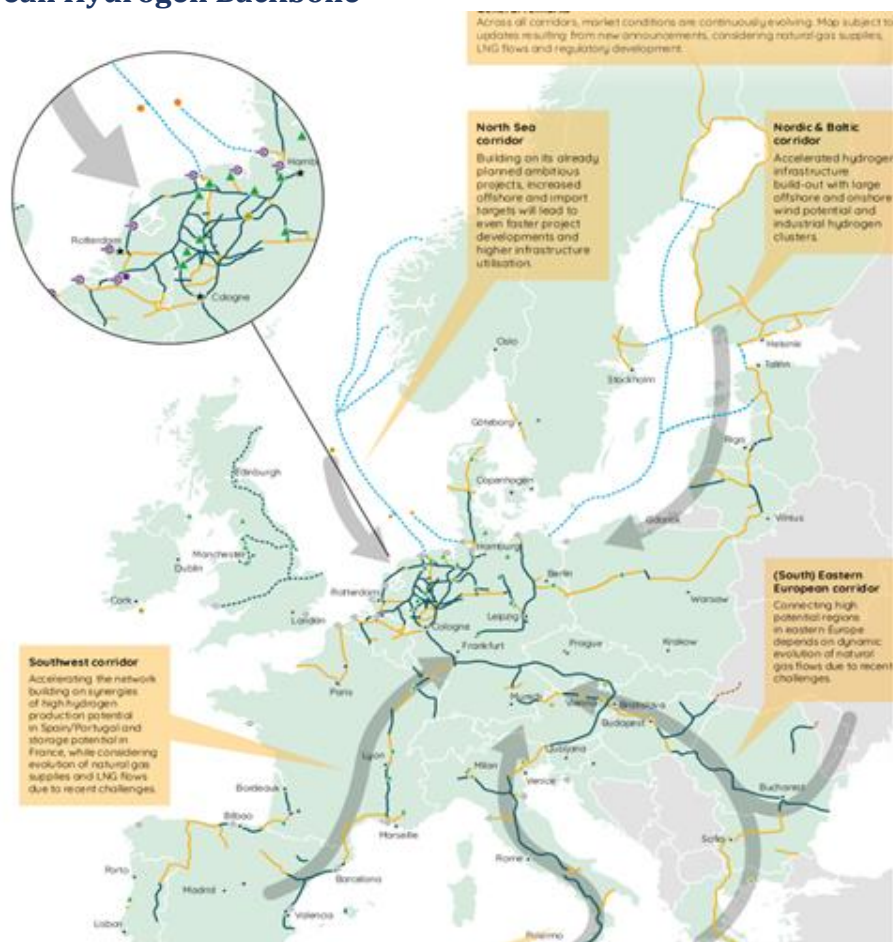 Hydrogen Backbone
Across all corridors, market conditions are continuously evolving. Map subject to
updates resulting from new announcements, considering natural gas supplies,
LNG flows and regulatory development.
North Sea
corridor
Building on its already
planned ambitious
projects, increased
offshore and import
targets will lead to
even faster project
developments and
higher infrastructure
utilisation.
Nordic & Baltic
corridor
Accelerated hydrogen
infrastructure
build-out with large
offshore and onshore
wind potential and
industrial hydrogen
clusters.
Hamb
Rotterdam
Cologne
Oslo
Helsinki
Stockholm
Tallinn
Göteborg
Riga
Edinburgh
Copenhagen
Gdansk
Vilnius
Manchester
Dublin
Hamburg
Berlin
Cork
London
Rotterdam
Leipzig
Warsaw
Cologne
Frankfurt
Prague
Krakow
Paris
(South) Eastern
European corridor
Connecting high
potential regions
in eastern Europe
depends on dynamic
evolution of natural
gas flows due to recent
challenges.
Southwest corridor
Accelerating the network
building on synergies
of high hydrogen
production potential
in Spain/Portugal and
storage potential in
France, while considering
evolution of natural gas
supplies and LNG flows
due to recent challenges.
Munich
Vienna
Bratislava
Budapest
Ljubljana
Lyon
Milan
Venice
Bordeaux
Bucharest
Bilbao
Marseille
Sofia
Porto
Madrid
Barcelona
Rome
Lisbon
Valencia
Palermo